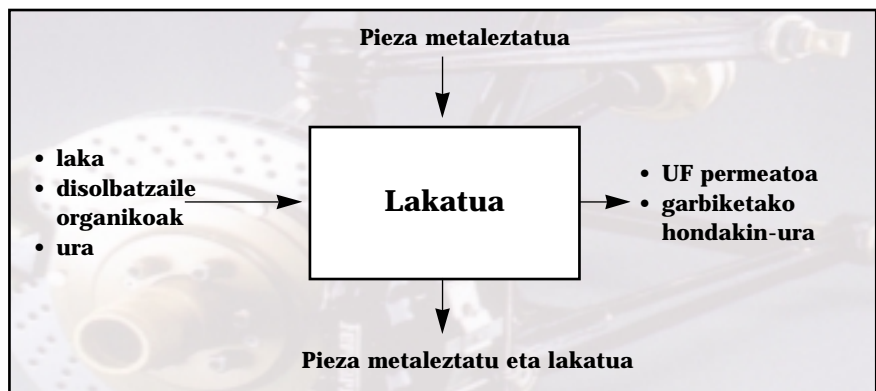 Pieza metaleztatua
• laka
• disolbatzaile
organikoak
• ura
Lakatua
• UF permeatoa
• garbiketako
hondakin-ura
Pieza metaleztatu eta lakatua